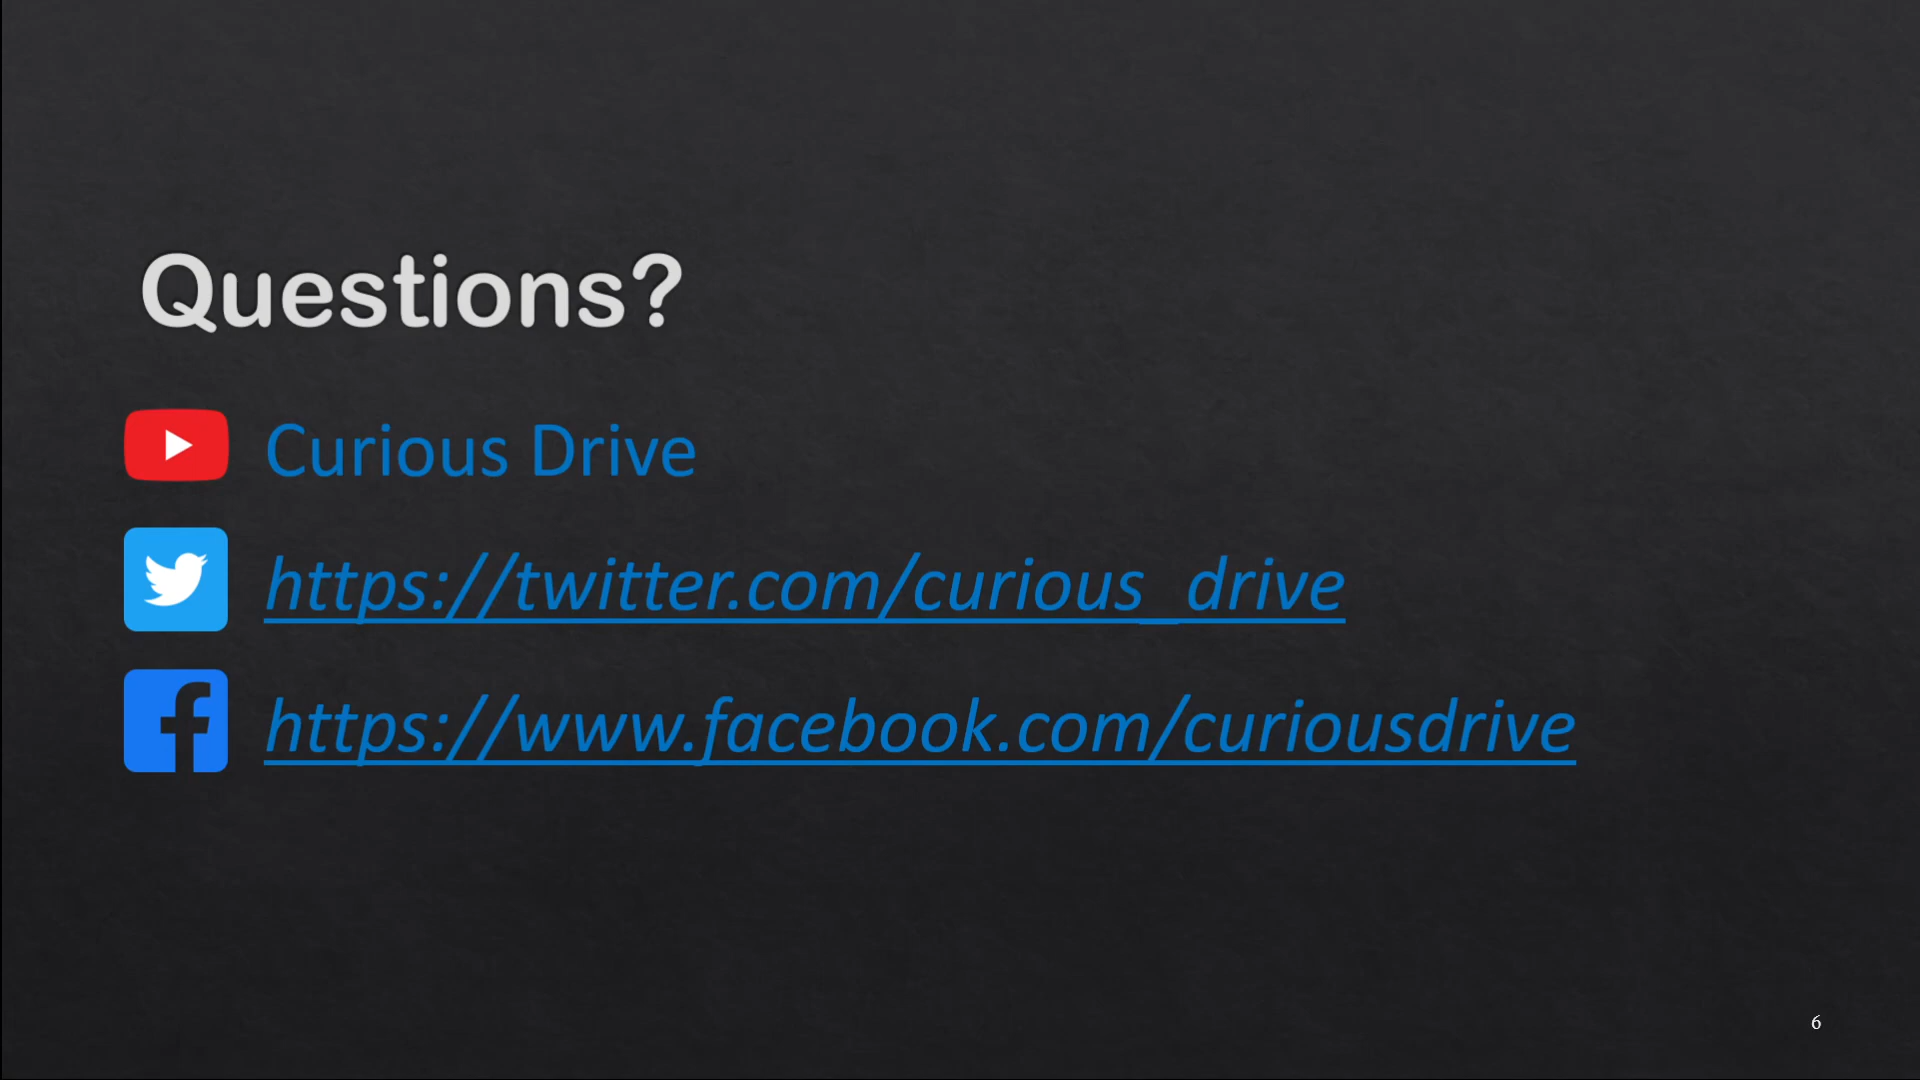 Questions?
Curious Drive
https://twitter.com/curious_drive
https://www.facebook.com/curiousdrive
6